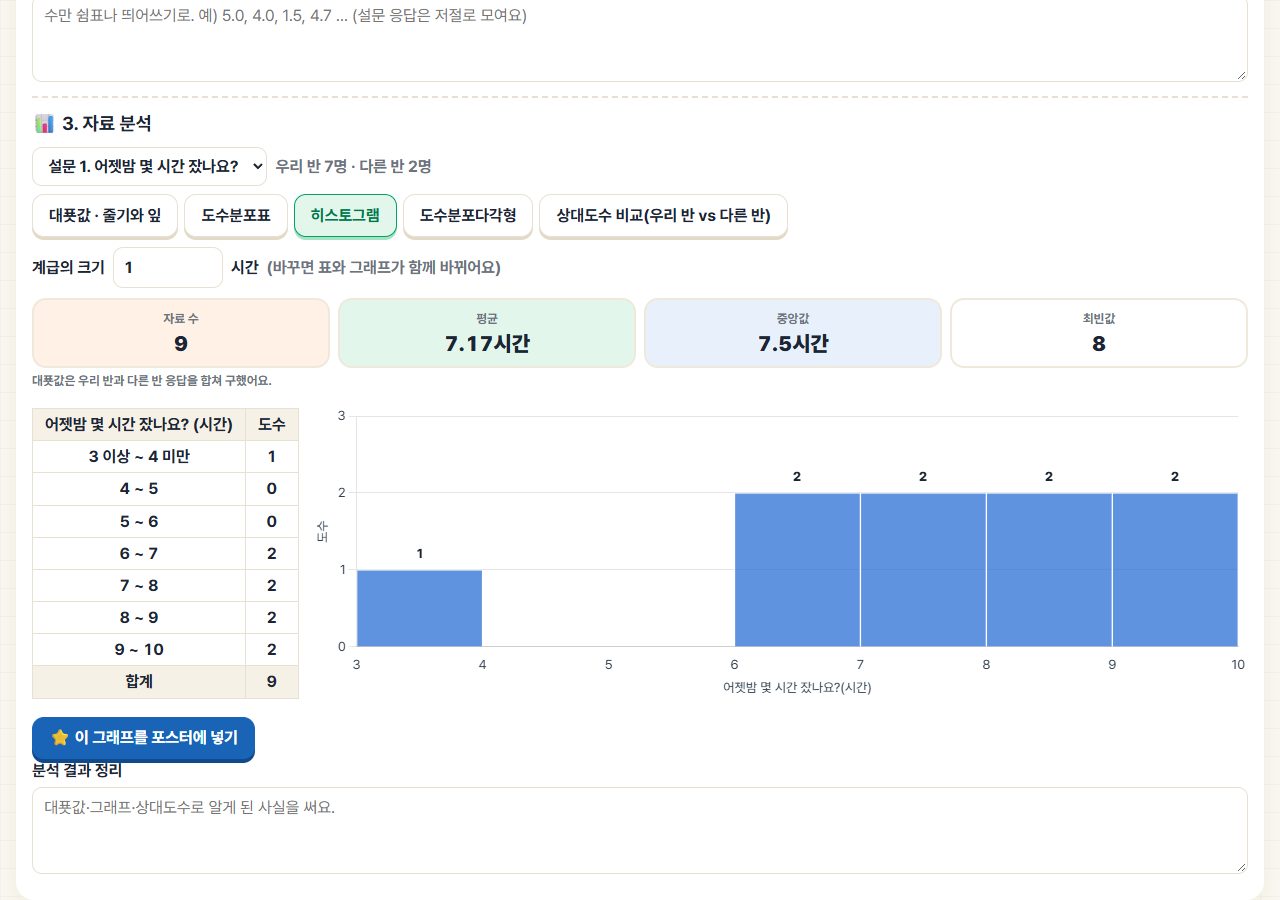 수만 쉼표나 띄어쓰기로. 예) 5.0, 4.0, 1.5, 4.7 ... (설문 응답은 저절로 모여요)
3. 자료 분석
설문 1. 어젯밤 몇 시간 잤나요? 우리 반 7명 · 다른 반 2명
대푯값 · 줄기와 잎 도수분포표 히스토그램 도수분포다각형 상대도수 비교(우리 반 vs 다른 반)
계급의 크기 1 시간 (바꾸면 표와 그래프가 함께 바뀌어요)
자료 수 평균 중앙값 최빈값
9 7.17시간 7.5시간 8
대푯값은 우리 반과 다른 반 응답을 합쳐 구했어요.
어젯밤 몇 시간 잤나요? (시간) 도수
3 이상 ~ 4 미만 1
4 ~ 5 0
5 ~ 6 0
6 ~ 7 2
7 ~ 8 2
8 ~ 9 2
9 ~ 10 2
합계 9
3
2
1
0
도수
1 2 2 2 2
3 4 5 6 7 8 9 10
어젯밤 몇 시간 잤나요?(시간)
이 그래프를 포스터에 넣기
분석 결과 정리
대푯값·그래프·상대도수로 알게 된 사실을 써요.